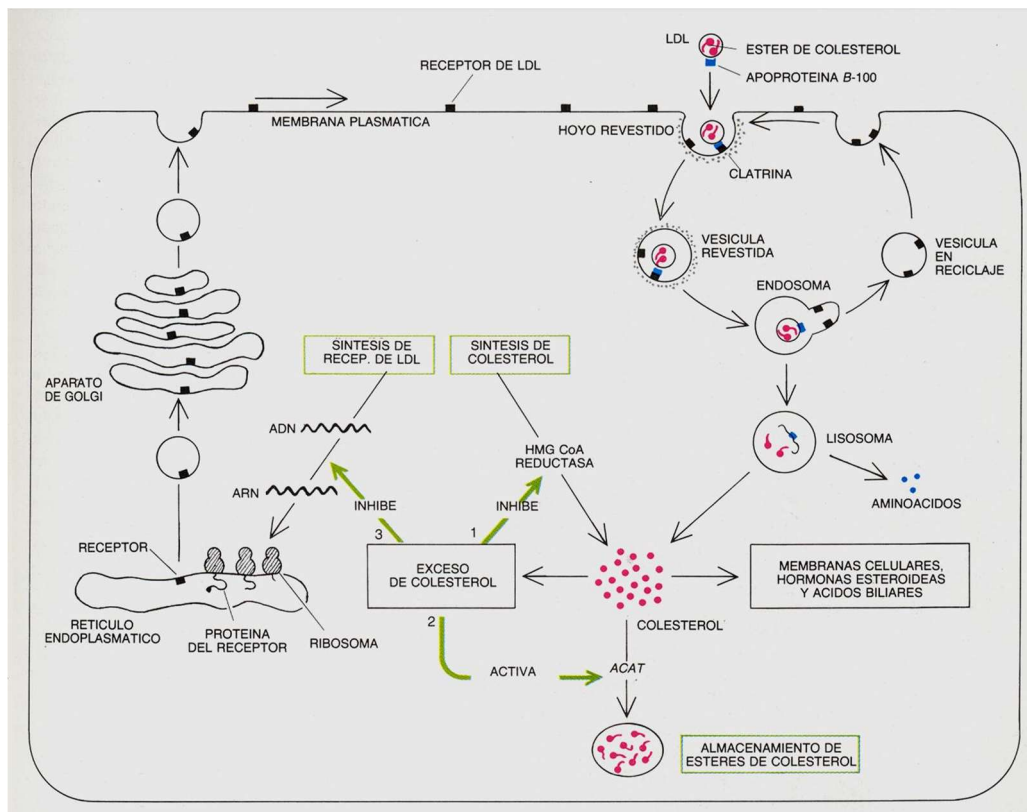 LDL
ESTER DE COLESTEROL
RECEPTOR DE LDL
APOPROTEINA B-100
MEMBRANA PLASMATICA
HOYO REVESTIDO
CLATRINA
VESICULA
REVESTIDA
VESICULA
EN
RECICLAJE
ENDOSOMA
SINTESIS DE
RECEP. DE LDL
SINTESIS DE
COLESTEROL
APARATO
DE GOLGI
ADN
HMG CoA
REDUCTASA
LISOSOMA
ARN
INHIBE
INHIBE
AMINOACIDOS
3
1
RECEPTOR
EXCESO
DE COLESTEROL
MEMBRANAS CELULARES,
HORMONAS ESTEROIDEAS
Y ACIDOS BILIARES
RETICULO
ENDOPLASMATICO
PROTEINA
DEL RECEPTOR
RIBOSOMA
2
COLESTEROL
ACTIVA
ACAT
ALMACENAMIENTO DE
ESTERES DE COLESTEROL